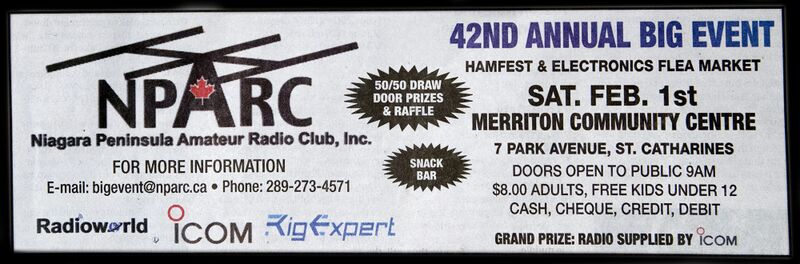 NPARC
Niagara Peninsula Amateur Radio Club, Inc.
FOR MORE INFORMATION
E-mail: bigevent@nparc.ca • Phone: 289-273-4571
Radioworld
ICOM
RigExpert
50/50 DRAW
DOOR PRIZES
& RAFFLE
SNACK
BAR
42ND ANNUAL BIG EVENT
HAMFEST & ELECTRONICS FLEA MARKET
SAT. FEB. 1st
MERRITON COMMUNITY CENTRE
7 PARK AVENUE, ST. CATHARINES
DOORS OPEN TO PUBLIC 9AM
$8.00 ADULTS, FREE KIDS UNDER 12
CASH, CHEQUE, CREDIT, DEBIT
GRAND PRIZE: RADIO SUPPLIED BY ICOM